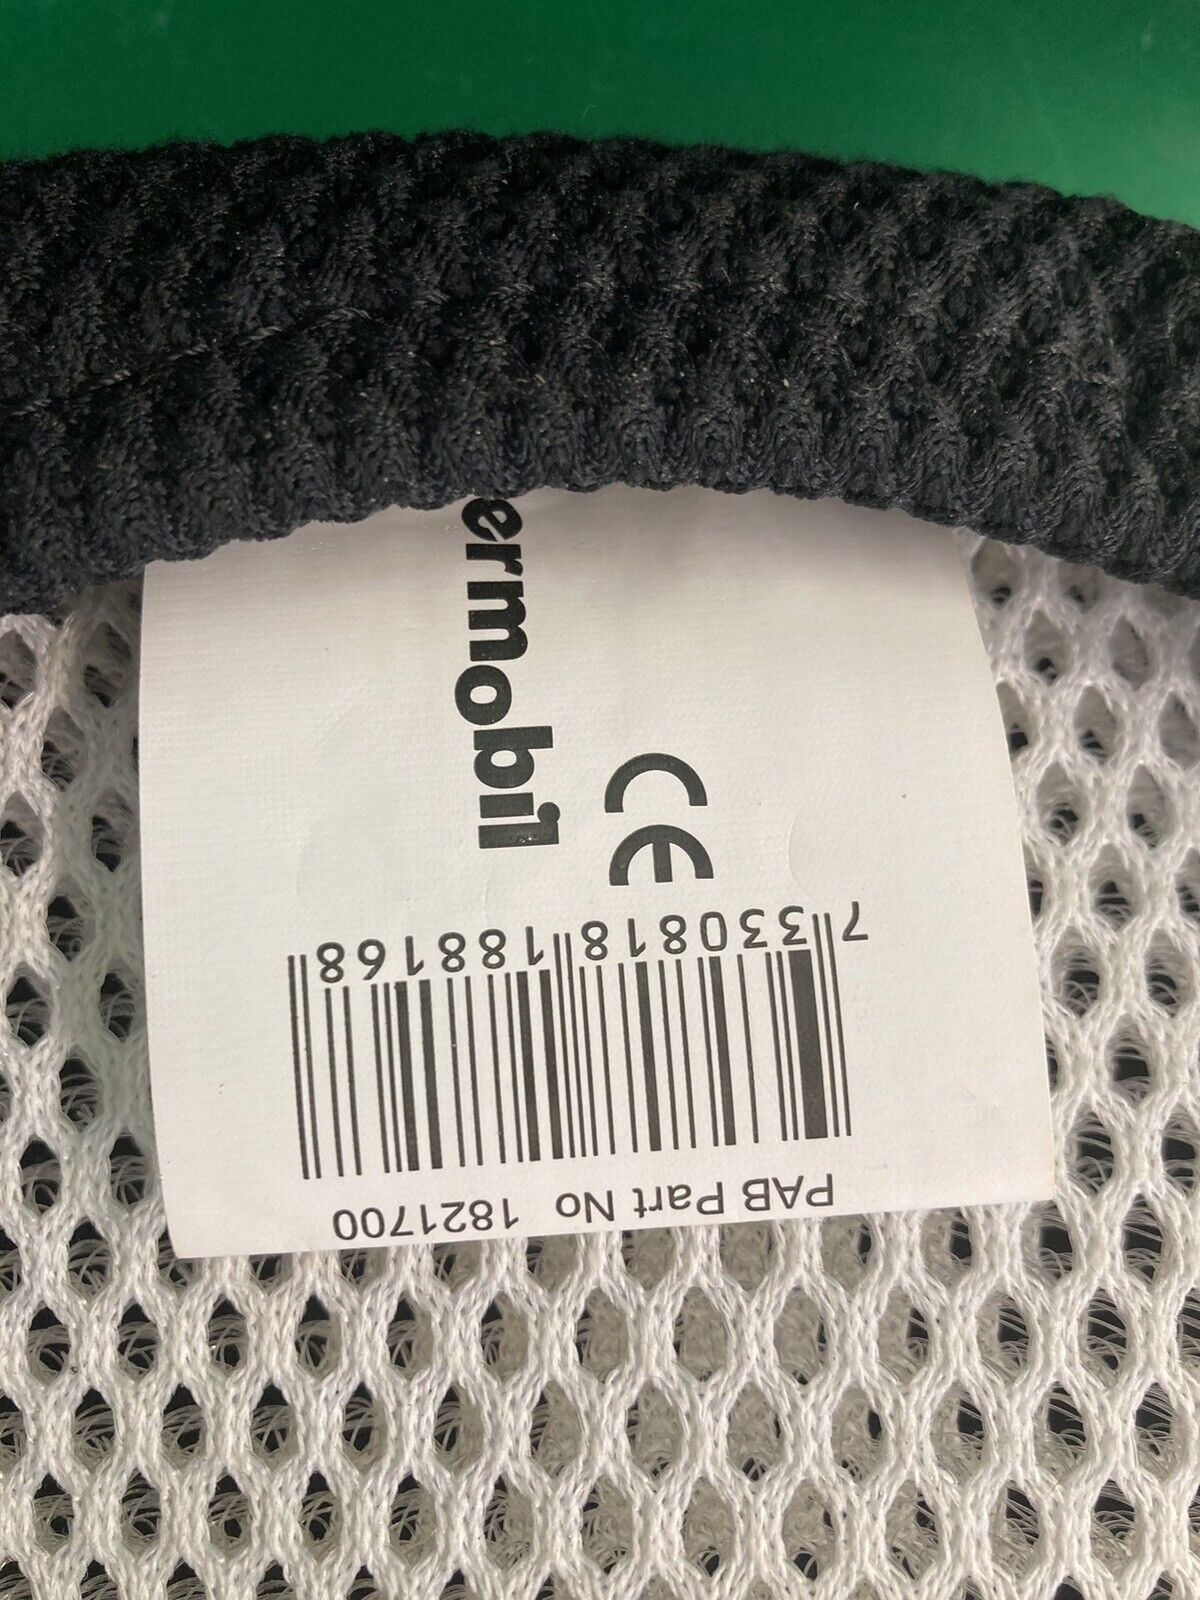 PAB Part No 1821700
7 330818 188168
CE
ermobil